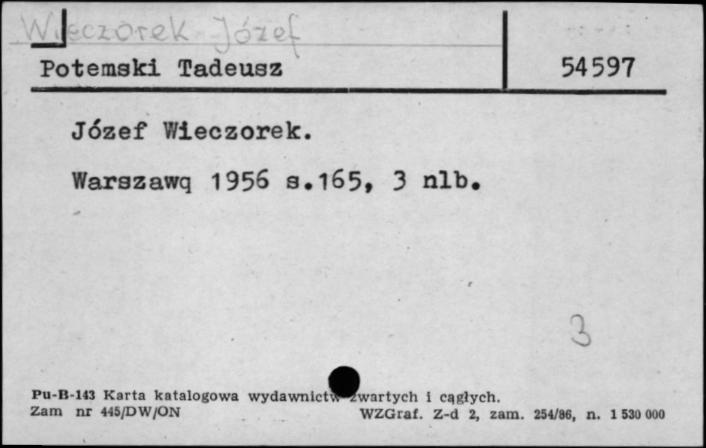 Wieczorek Józef
Potemski Tadeusz 54597
Józef Wieczorek.
Warszawq 1956 s.165, 3 nlb.
3
Pu-B-143 Karta katalogowa wydawnictw zwartych i cągłych.
Zam nr 445/DW/ON WZGraf. Z-d 2, zam. 254/86, n. 1 530 000